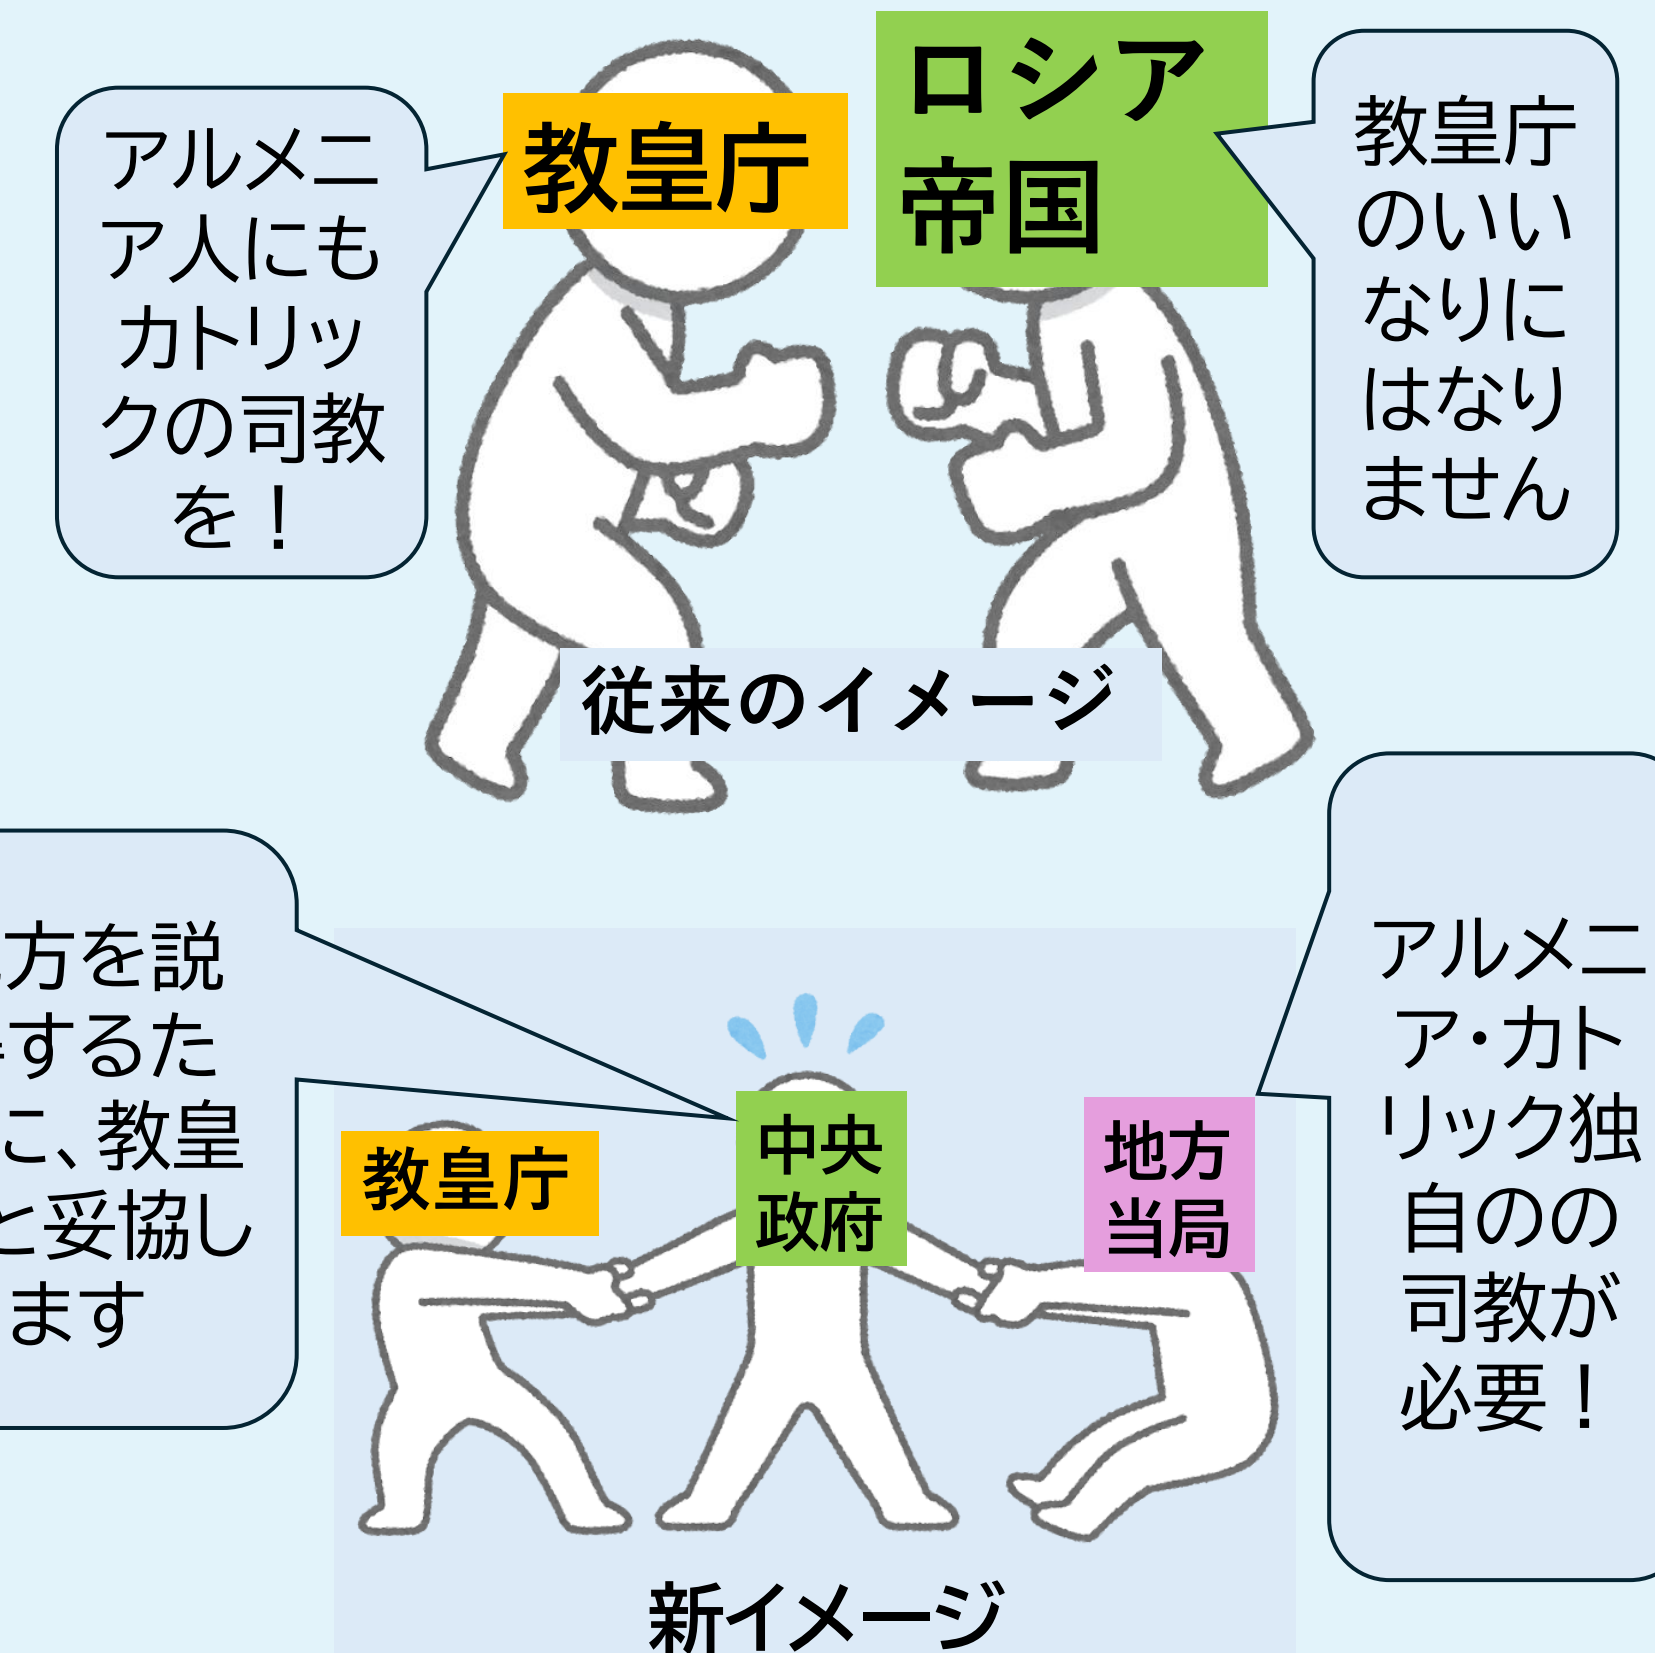 アルメニ
ア人にも
カトリッ
クの司教
を！
教皇庁
ロシア
帝国
教皇庁
のいい
なりに
はなり
ません
従来のイメージ
方を説
するた
、教皇
と妥協し
ます
教皇庁
中央
政府
地方
当局
アルメニ
ア・カト
リック独
自のの
司教が
必要！
新イメージ